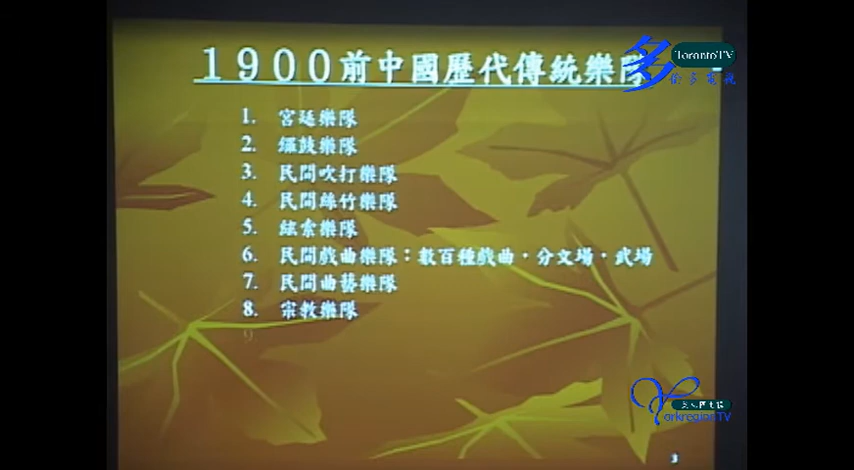 1900前中國歷代傳統樂隊
TorontoTV
1. 宮廷樂隊
2. 鑼鼓樂隊
3. 民間吹打樂隊
4. 民間絲竹樂隊
5. 絃索樂隊
6. 民間戲曲樂隊：數百種戲曲，分文場，武場
7. 民間曲藝樂隊
8. 宗教樂隊
9
YorkregionTV
3